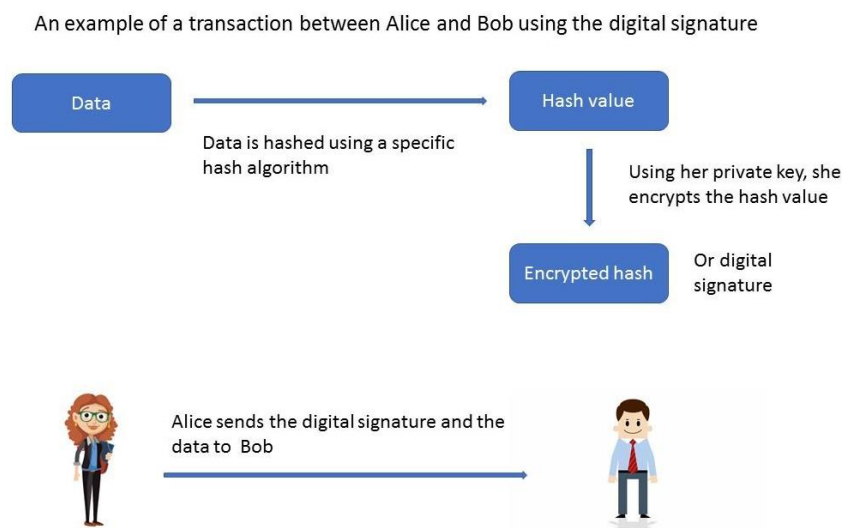 An example of a transaction between Alice and Bob using the digital signature
Data
Hash value
Data is hashed using a specific
hash algorithm
Using her private key, she
encrypts the hash value
Encrypted hash
Or digital
signature
Alice sends the digital signature and the
data to Bob